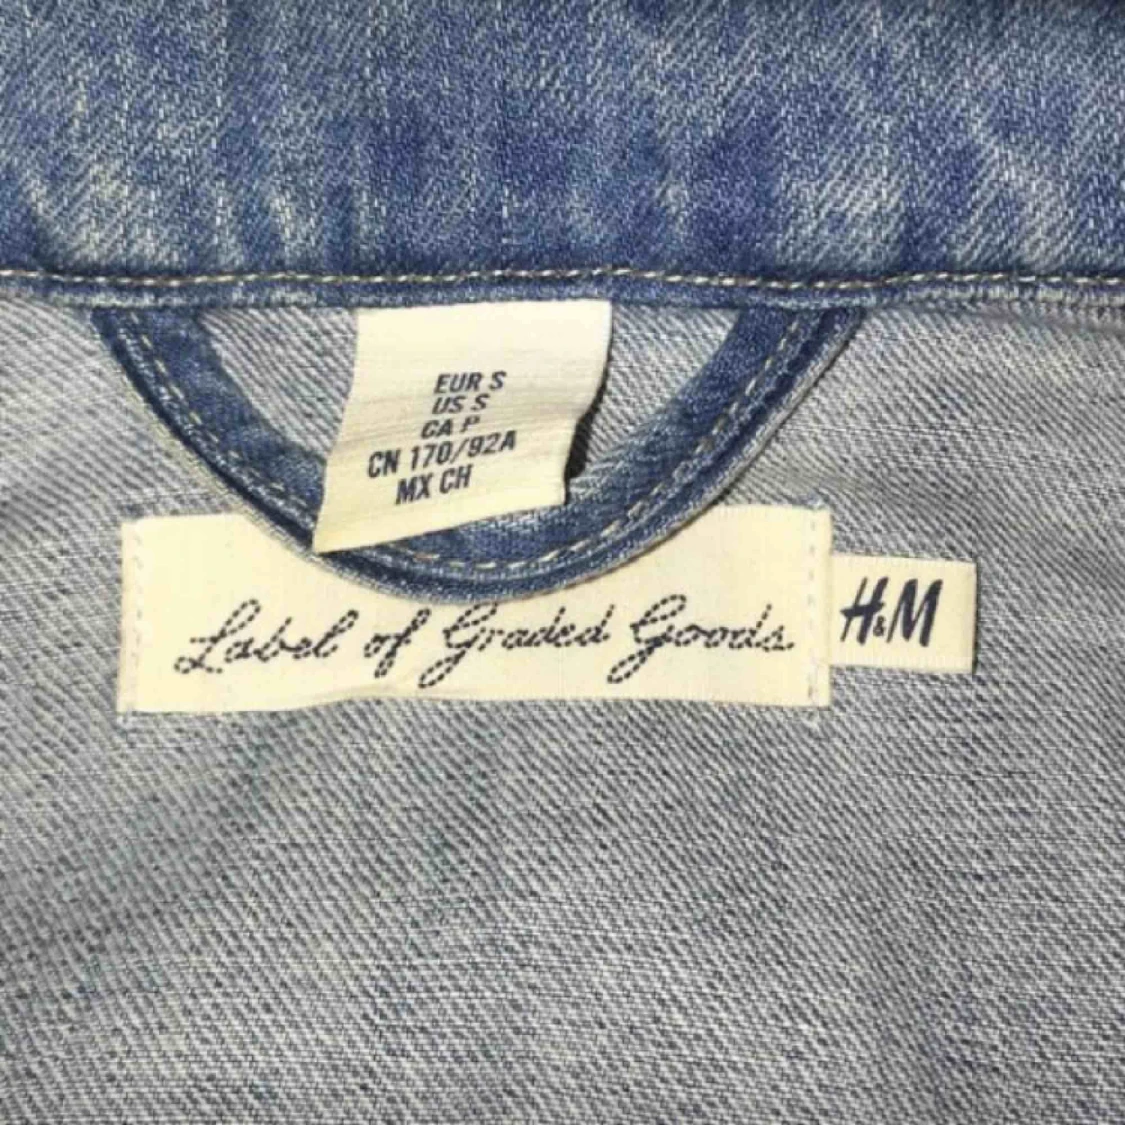 EUR S
US S
CA P
CN 170/92A
MX CH
Label of Graded Goods
H&M